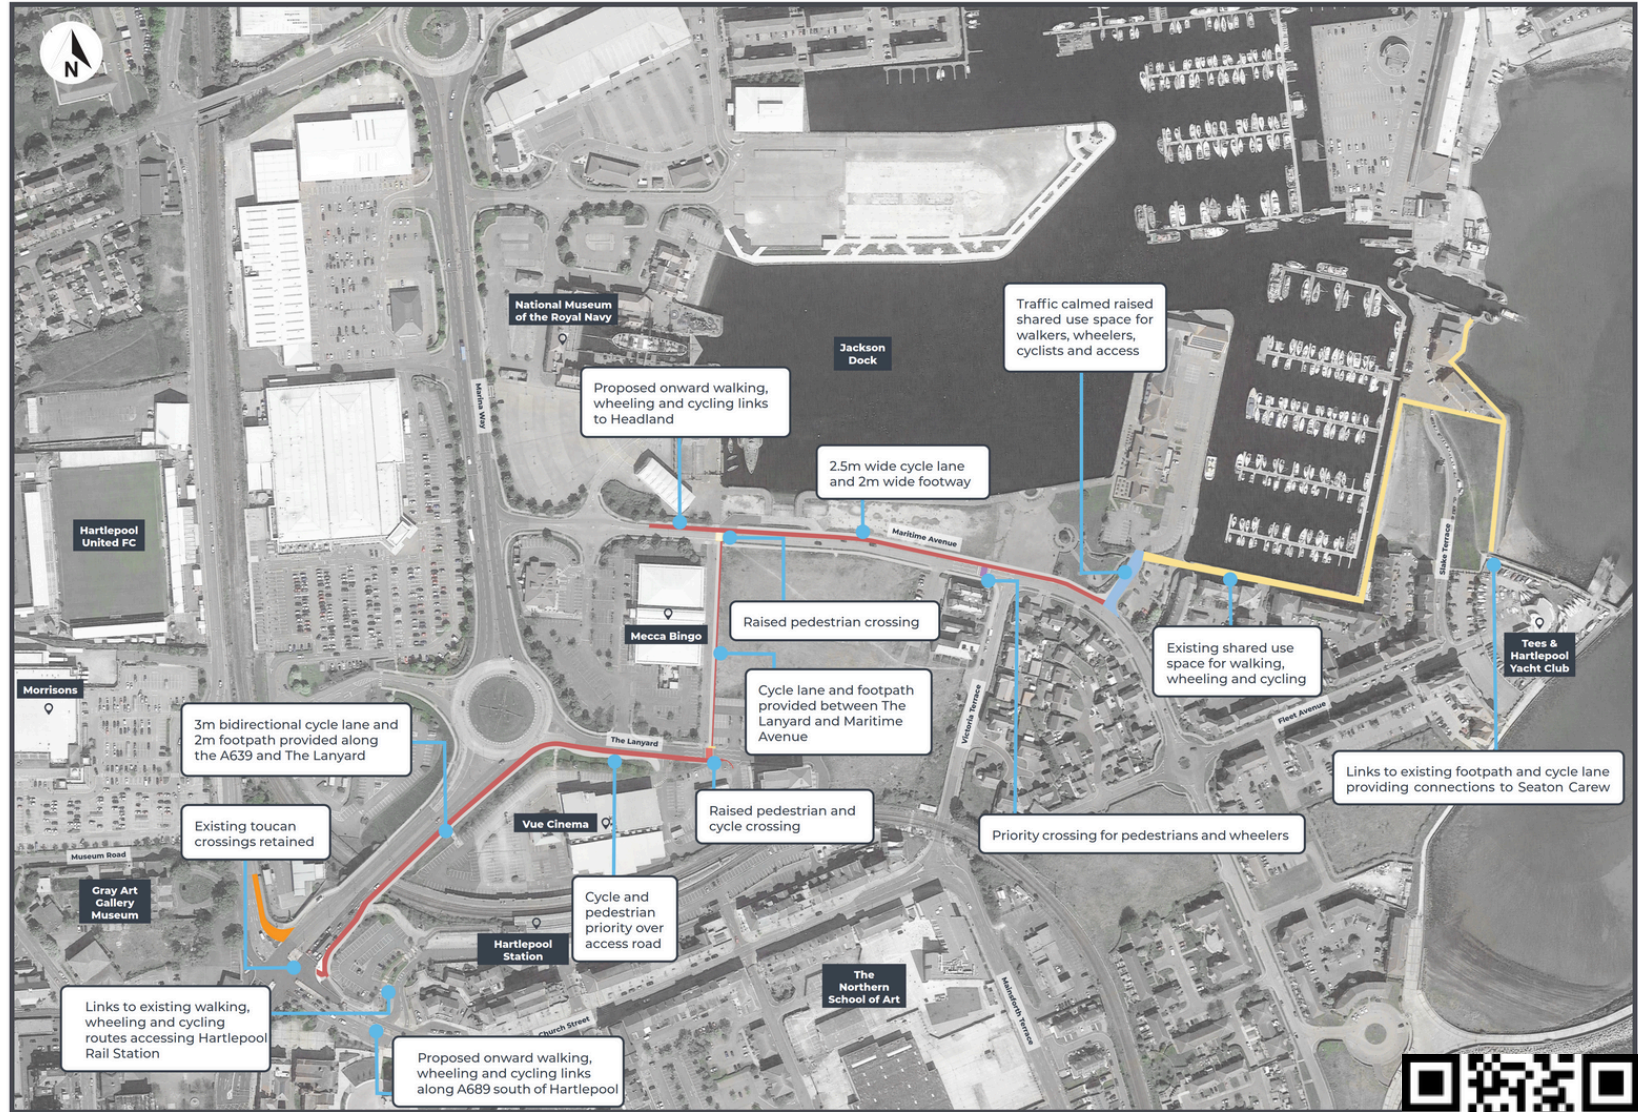 N
National Museum
of the Royal Navy
Jackson
Dock
Traffic calmed raised
shared use space for
walkers, wheelers,
cyclists and access
Marina Way
Proposed onward walking,
wheeling and cycling links
to Headland
2.5m wide cycle lane
and 2m wide footway
Hartlepool
United FC
Maritime Avenue
Slake Terrace
Raised pedestrian crossing
Mecca Bingo
Existing shared use
space for walking,
wheeling and cycling
Tees &
Hartlepool
Yacht Club
Morrisons
Cycle lane and footpath
provided between The
Lanyard and Maritime
Avenue
Victoria Terrace
Fleet Avenue
3m bidirectional cycle lane and
2m footpath provided along
the A639 and The Lanyard
The Lanyard
Links to existing footpath and cycle lane
providing connections to Seaton Carew
Existing toucan
crossings retained
Vue Cinema
Raised pedestrian and
cycle crossing
Priority crossing for pedestrians and wheelers
Museum Road
Gray Art
Gallery
Museum
Cycle and
pedestrian
priority over
access road
Hartlepool
Station
The
Northern
School of Art
Mainsforth Terrace
Links to existing walking,
wheeling and cycling
routes accessing Hartlepool
Rail Station
Church Street
Proposed onward walking,
wheeling and cycling links
along A689 south of Hartlepool